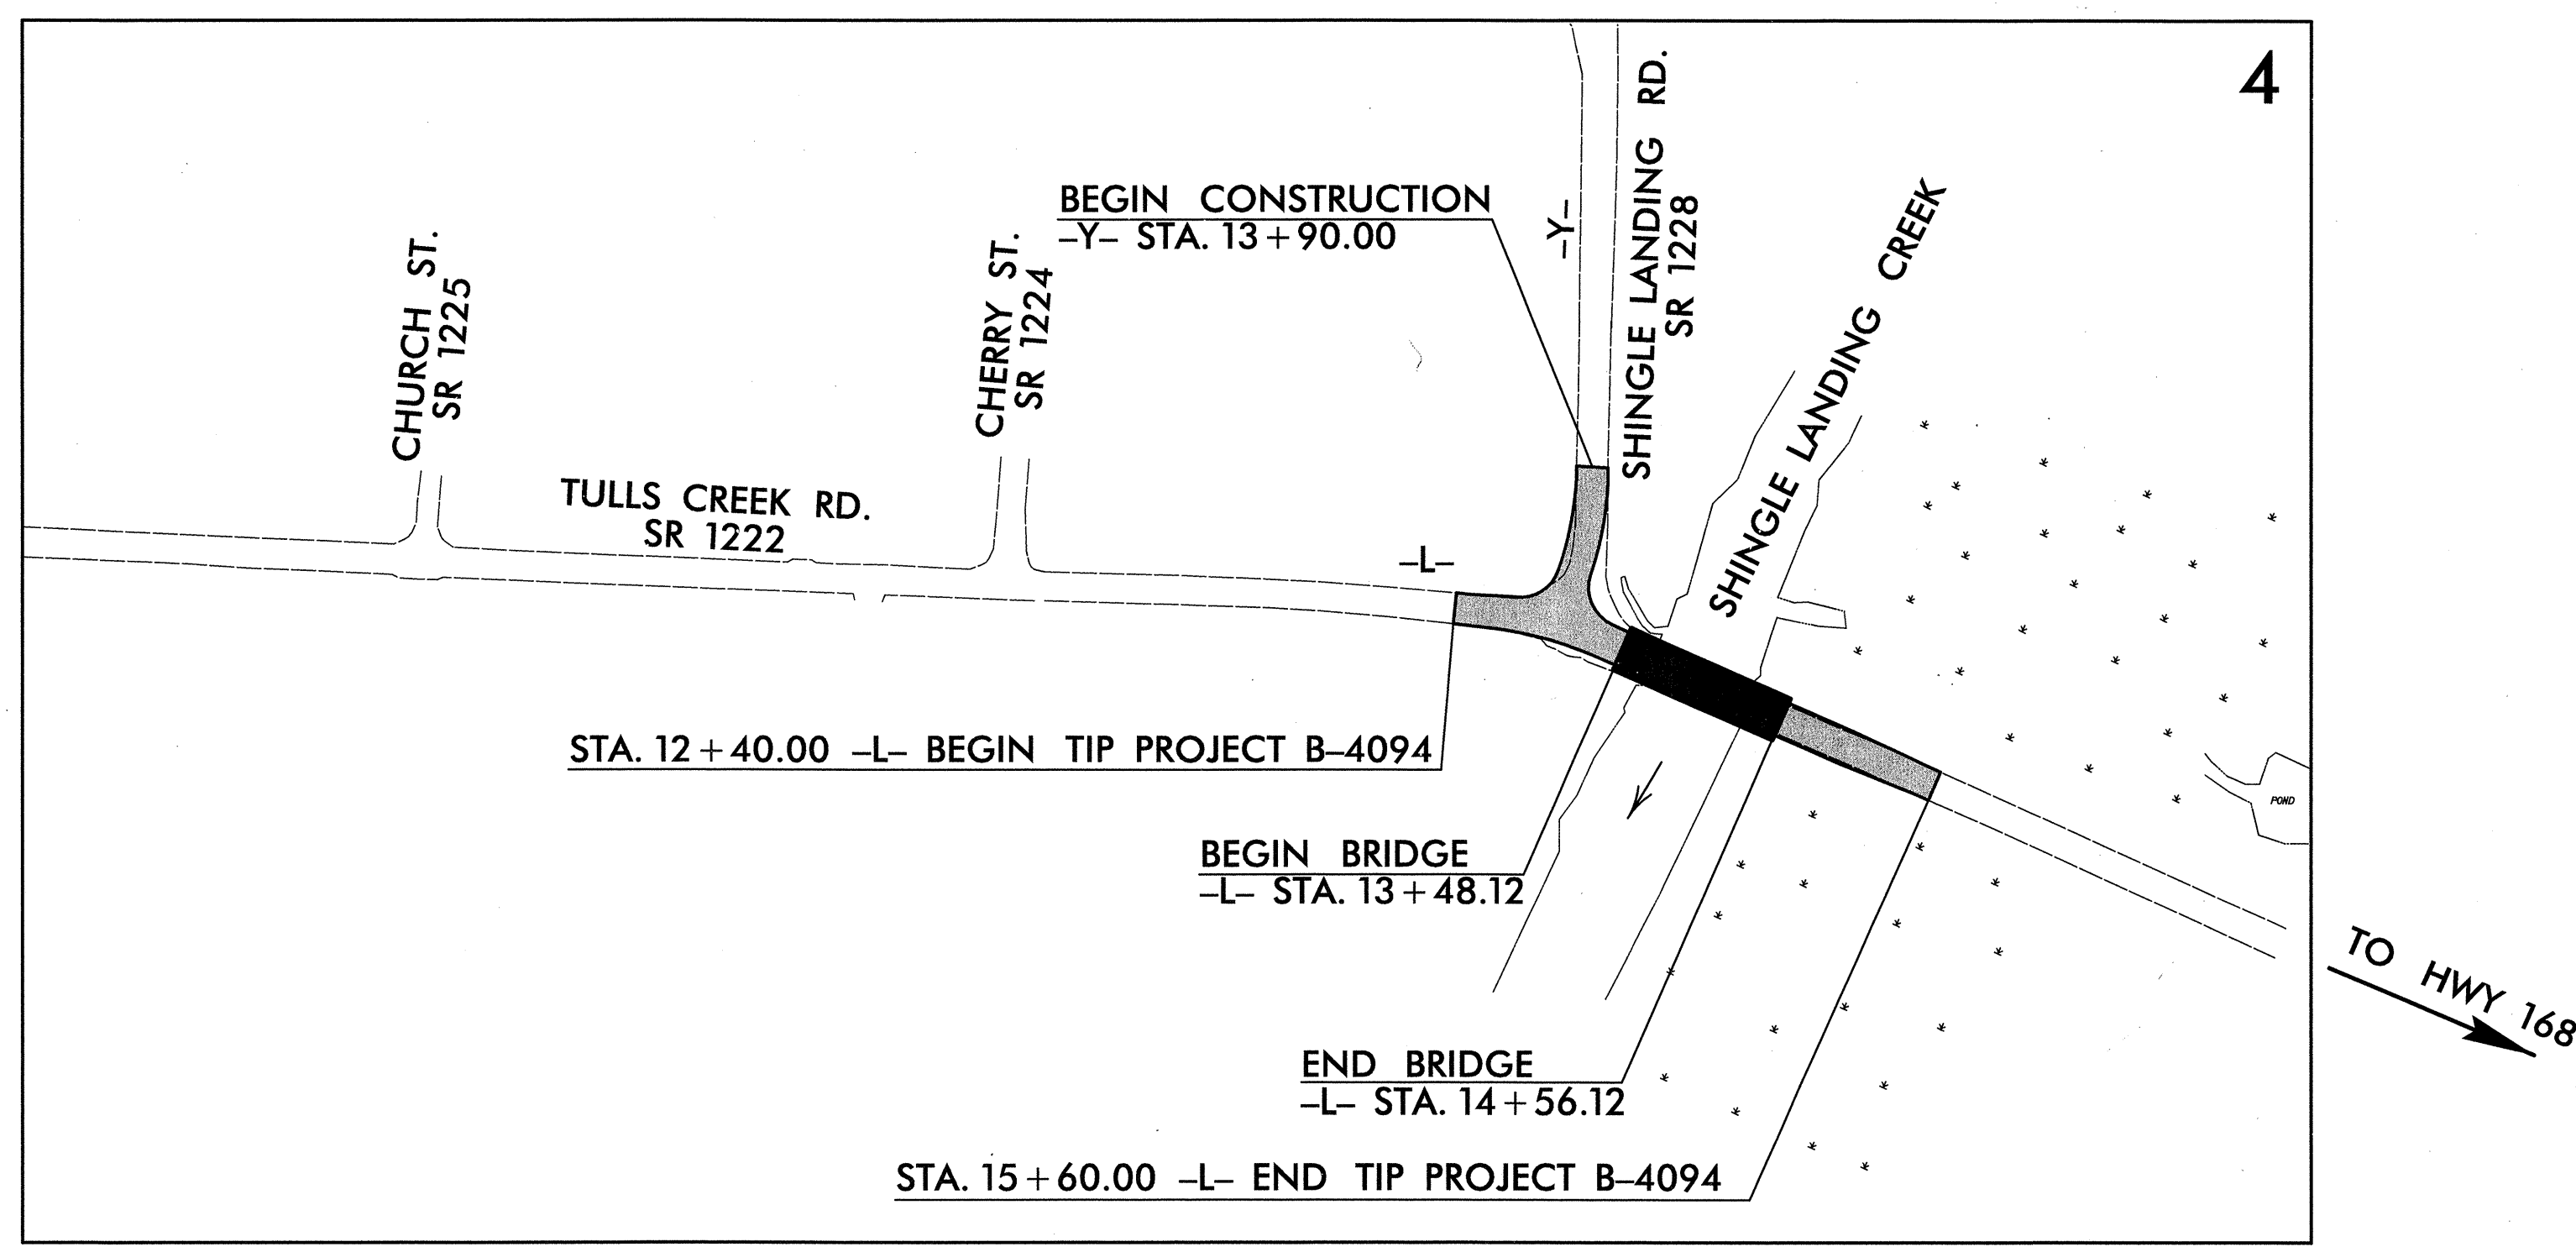 4
SHINGLE LANDING RD.
SR 1228
SHINGLE LANDING CREEK
BEGIN CONSTRUCTION
–Y– STA. 13+90.00
–Y–
CHURCH ST.
SR 1225
CHERRY ST.
SR 1224
TULLS CREEK RD.
SR 1222
–L–
STA. 12+40.00 –L– BEGIN TIP PROJECT B–4094
POND
BEGIN BRIDGE
–L– STA. 13+48.12
TO HWY 168
END BRIDGE
–L– STA. 14+56.12
STA. 15+60.00 –L– END TIP PROJECT B–4094